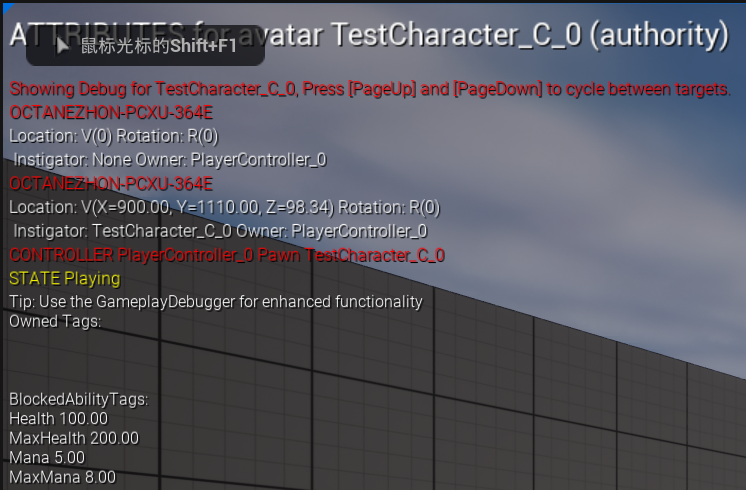 ATTRIBUTES for avatar TestCharacter_C_0 (authority)
鼠标光标的Shift+F1
Showing Debug for TestCharacter_C_0, Press [PageUp] and [PageDown] to cycle between targets.
OCTANEZHON-PCXU-364E
Location: V(0) Rotation: R(0)
Instigator: None Owner: PlayerController_0
OCTANEZHON-PCXU-364E
Location: V(X=900.00, Y=1110.00, Z=98.34) Rotation: R(0)
Instigator: TestCharacter_C_0 Owner: PlayerController_0
CONTROLLER PlayerController_0 Pawn TestCharacter_C_0
STATE Playing
Tip: Use the GameplayDebugger for enhanced functionality
Owned Tags:
BlockedAbilityTags:
Health 100.00
MaxHealth 200.00
Mana 5.00
MaxMana 8.00